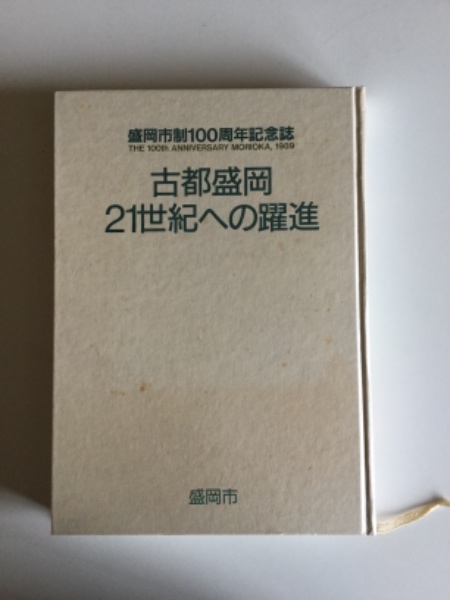 盛岡市制100周年記念誌
THE 100th ANNIVERSARY MORIOKA, 1989
古都盛岡
21世紀への躍進
盛岡市